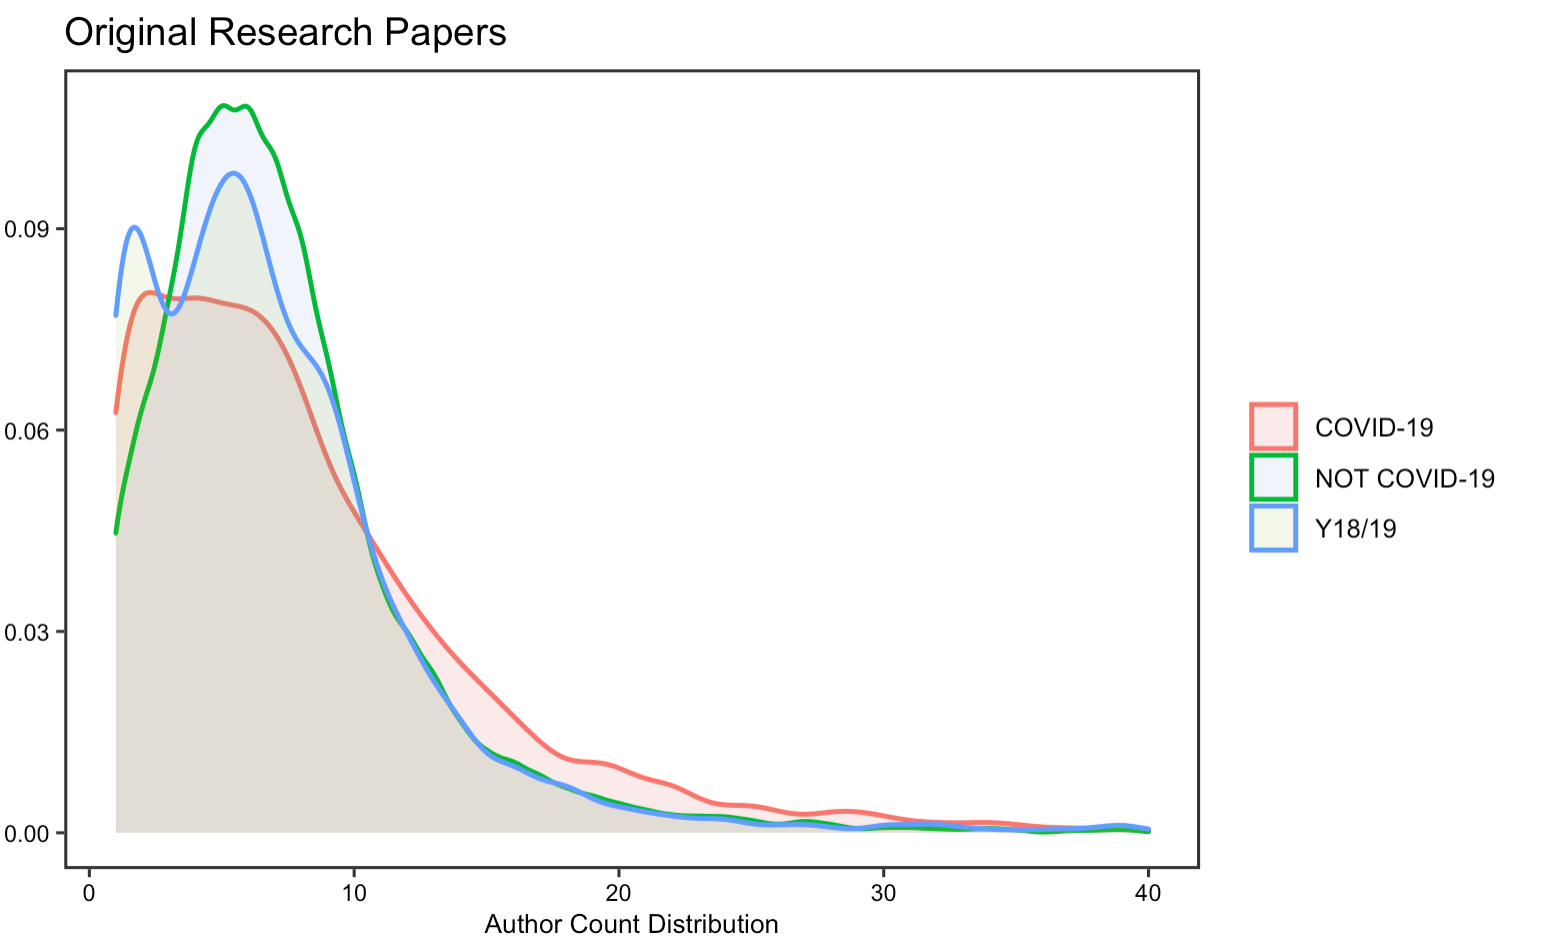 Original Research Papers
0.09
0.06
0.03
0.00
0 10 20 30 40
Author Count Distribution
COVID-19
NOT COVID-19
Y18/19